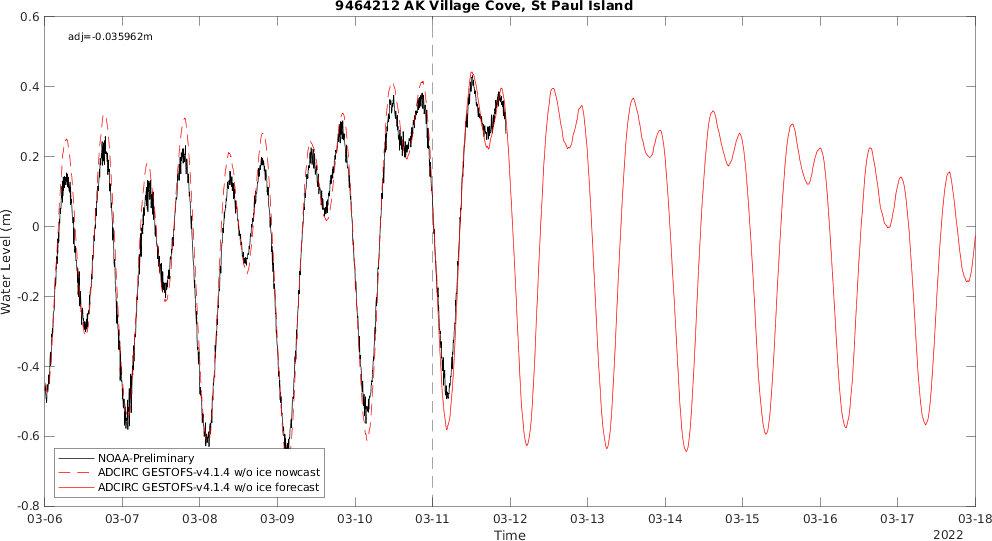 9464212 AK Village Cove, St Paul Island
0.6
adj=-0.035962m
0.4
0.2
0
-0.2
-0.4
-0.6
-0.8
Water Level (m)
NOAA-Preliminary
ADCIRC GESTOFS-v4.1.4 w/o ice nowcast
ADCIRC GESTOFS-v4.1.4 w/o ice forecast
03-06 03-07 03-08 03-09 03-10 03-11 03-12 03-13 03-14 03-15 03-16 03-17 03-18
Time
2022